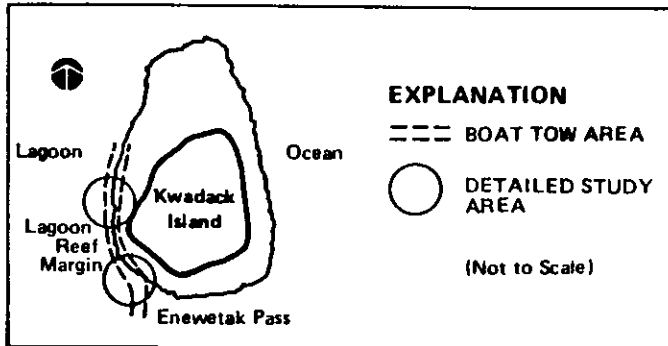 Lagoon
Ocean
Kwadack
Island
Lagoon
Reef
Margin
Enewetak Pass
EXPLANATION
BOAT TOW AREA
DETAILED STUDY
AREA
(Not to Scale)